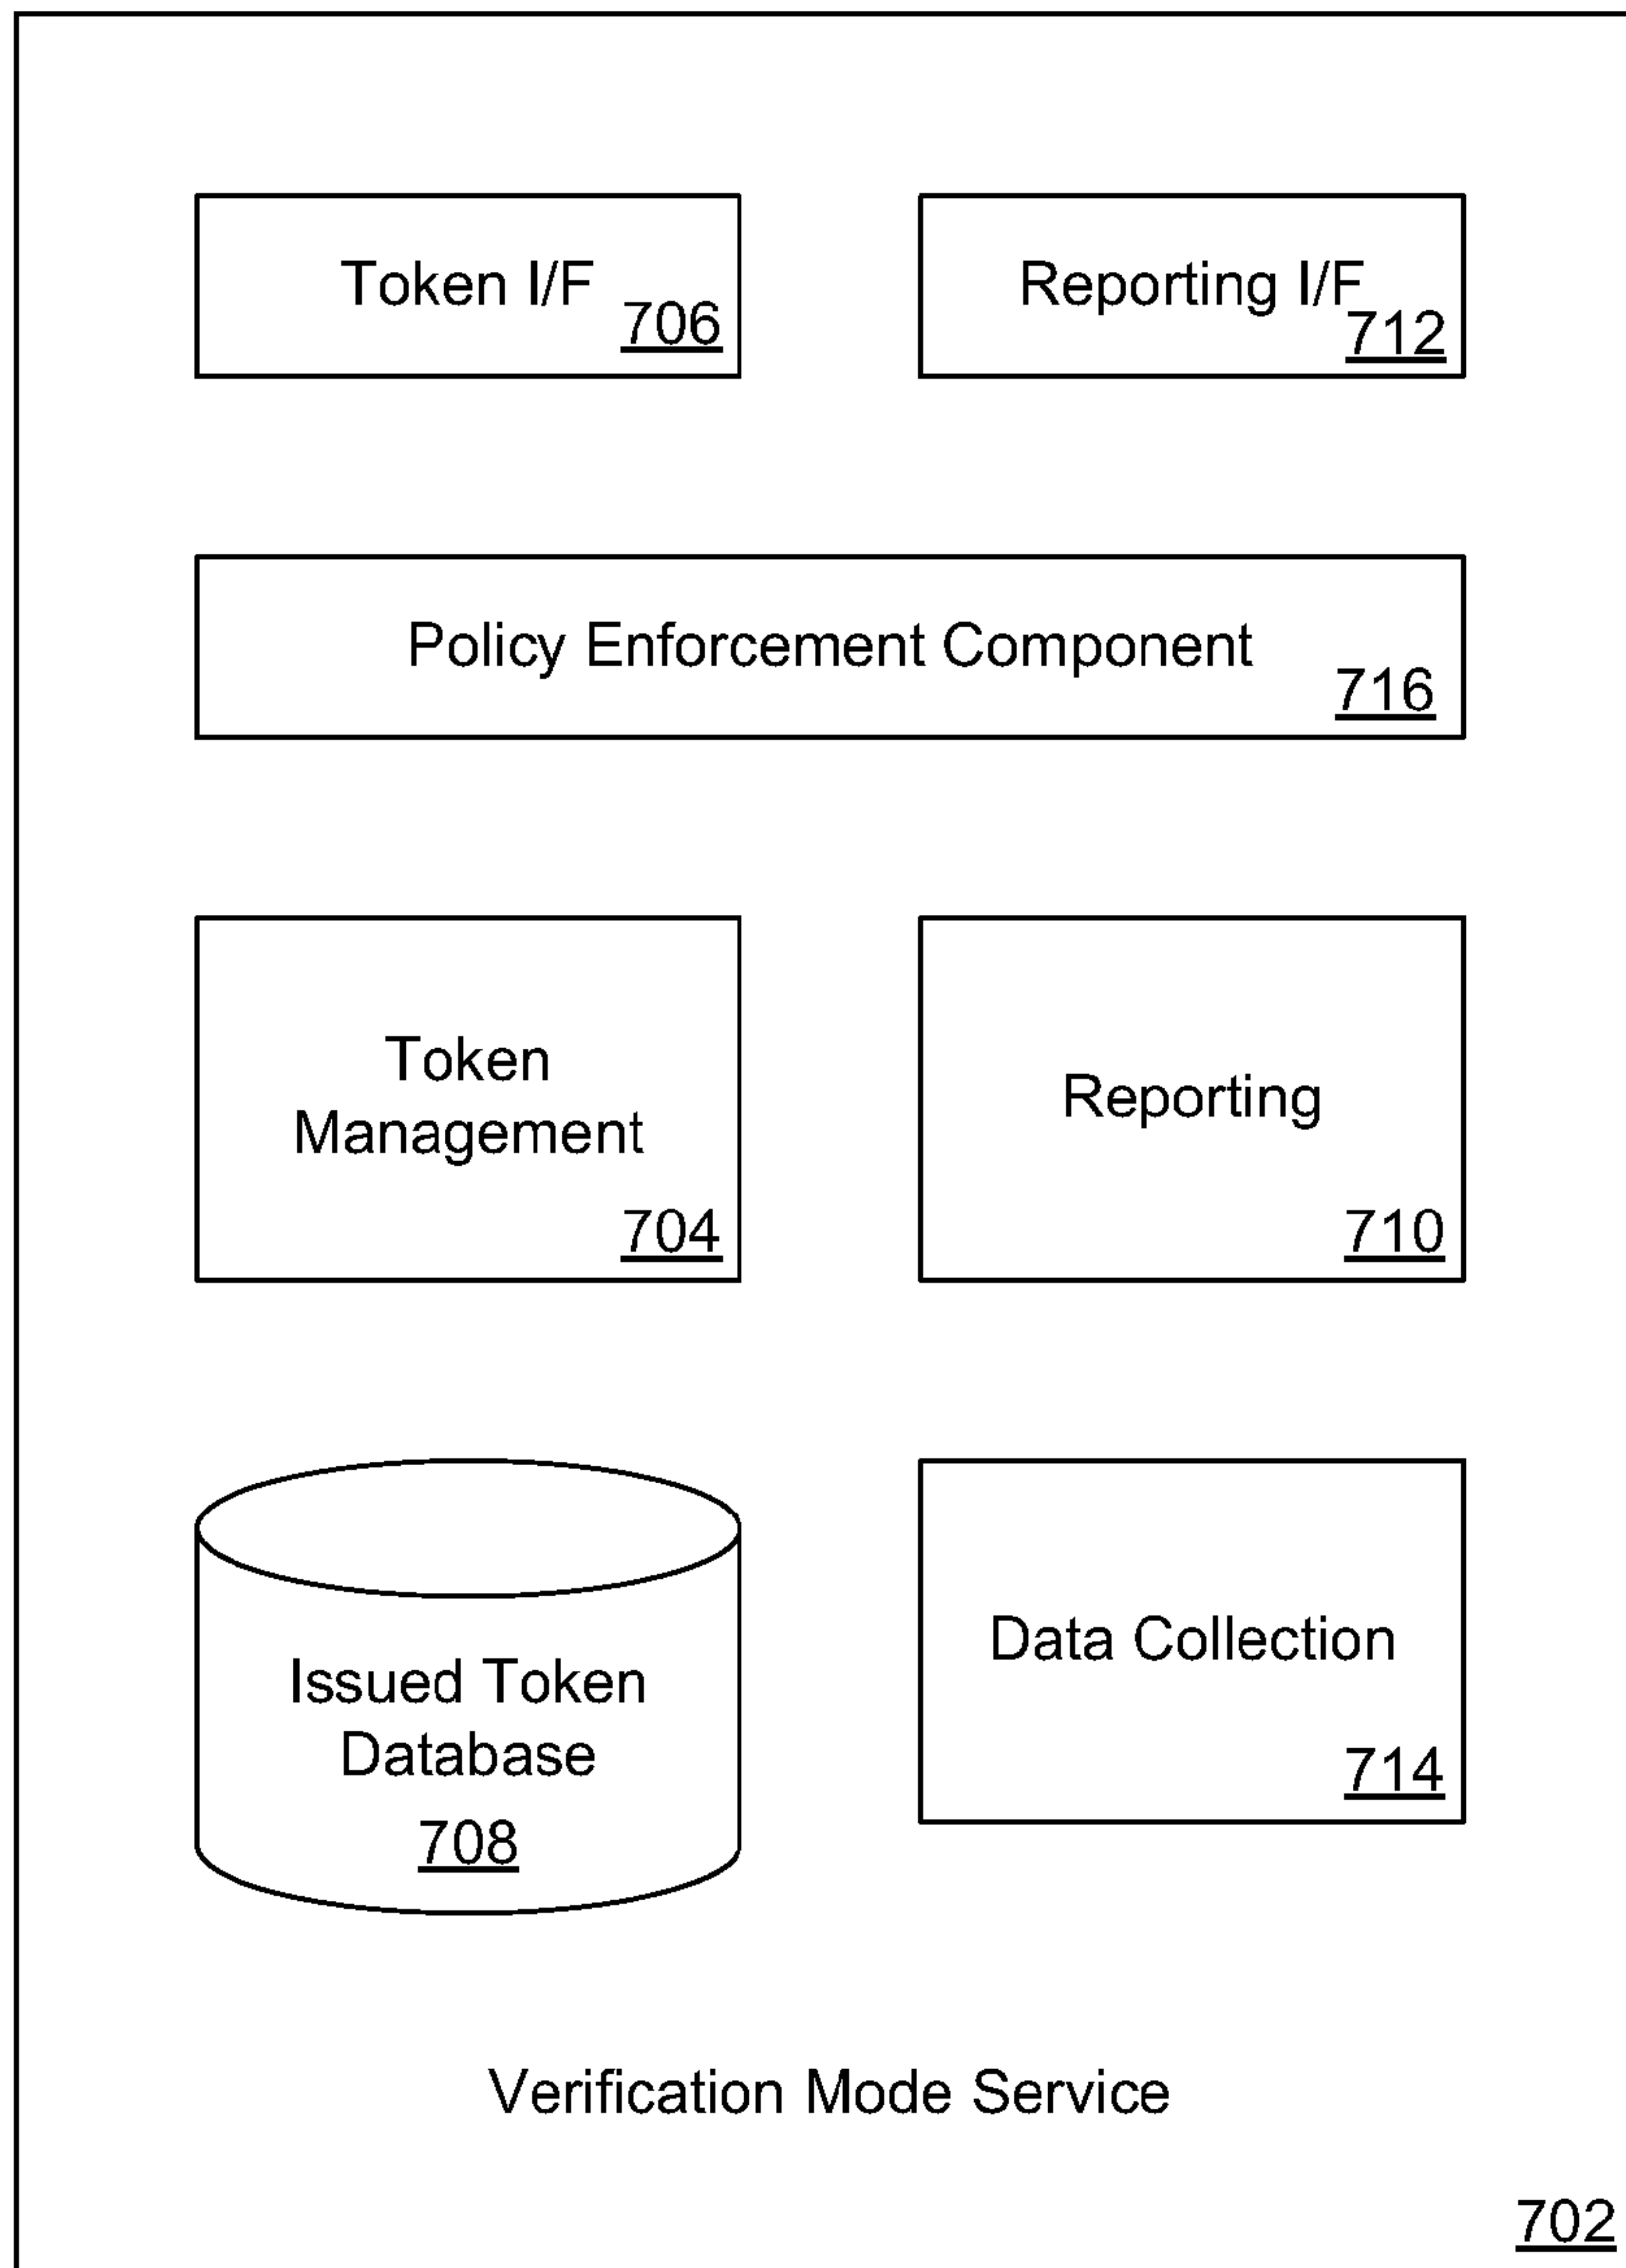 Token I/F
706
Reporting I/F
712
Policy Enforcement Component
716
Token
Management
704
Reporting
710
Issued Token
Database
708
Data Collection
714
Verification Mode Service
702